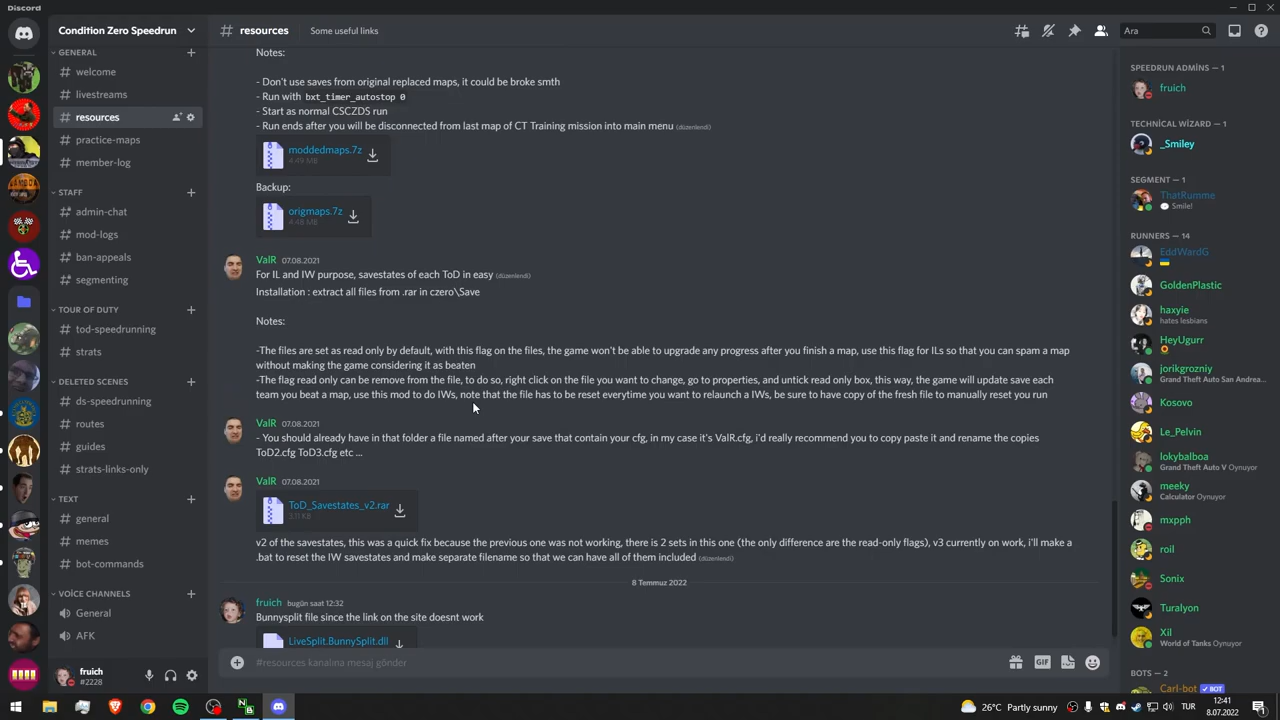 Discord
Condition Zero Speedrun
# resources
Some useful links
Ara
GENERAL
# welcome
# livestreams
# resources
# practice-maps
# member-log
STAFF
# admin-chat
# mod-logs
# ban-appeals
# segmenting
TOUR OF DUTY
# tod-speedrunning
# strats
DELETED SCENES
# ds-speedrunning
# routes
# guides
# strats-links-only
TEXT
# general
# memes
# bot-commands
VOİCE CHANNELS
General
AFK
fruich
#2228
Notes:
- Don't use saves from original replaced maps, it could be broke smth
- Run with bxt_timer_autostop 0
- Start as normal CSCZDS run
- Run ends after you will be disconnected from last map of CT Training mission into main menu (düzenlendi)
moddedmaps.7z
4.49 MB
Backup:
origmaps.7z
4.48 MB
ValR 07.08.2021
For IL and IW purpose, savestates of each ToD in easy (düzenlendi)
Installation : extract all files from .rar in czero\Save
Notes:
-The files are set as read only by default, with this flag on the files, the game won't be able to upgrade any progress after you finish a map, use this flag for ILs so that you can spam a map
without making the game considering it as beaten
-The flag read only can be remove from the file, to do so, right click on the file you want to change, go to properties, and untick read only box, this way, the game will update save each
team you beat a map, use this mod to do IWs, note that the file has to be reset everytime you want to relaunch a IWs, be sure to have copy of the fresh file to manually reset you run
ValR 07.08.2021
- You should already have in that folder a file named after your save that contain your cfg, in my case it's ValR.cfg, i'd really recommend you to copy paste it and rename the copies
ToD2.cfg ToD3.cfg etc ...
ValR 07.08.2021
ToD_Savestates_v2.rar
3.11 KB
v2 of the savestates, this was a quick fix because the previous one was not working, there is 2 sets in this one (the only difference are the read-only flags), v3 currently on work, i'll make a
.bat to reset the IW savestates and make separate filename so that we can have all of them included (düzenlendi)
8 Temmuz 2022
fruich bugün saat 12:32
Bunnysplit file since the link on the site doesnt work
LiveSplit.BunnySplit.dll
#resources kanalına mesaj gönder
GIF
SPEEDRUN ADMİNS — 1
fruich
TECHNİCAL WİZARD — 1
_Smiley
SEGMENT — 1
ThatRumme
Smile!
RUNNERS — 14
EddWardG
GoldenPlastic
haxyie
hates lesbians
HeyUgurr
jorikgrozniy
Grand Theft Auto San Andrea...
Kosovo
Le_Pelvin
lokybalboa
Grand Theft Auto V Oynuyor
meeky
Calculator Oynuyor
mxpph
roil
Sonix
Turalyon
Xil
World of Tanks Oynuyor
BOTS — 2
Carl-bot BOT
26°C Partly sunny
TUR
12:41
8.07.2022